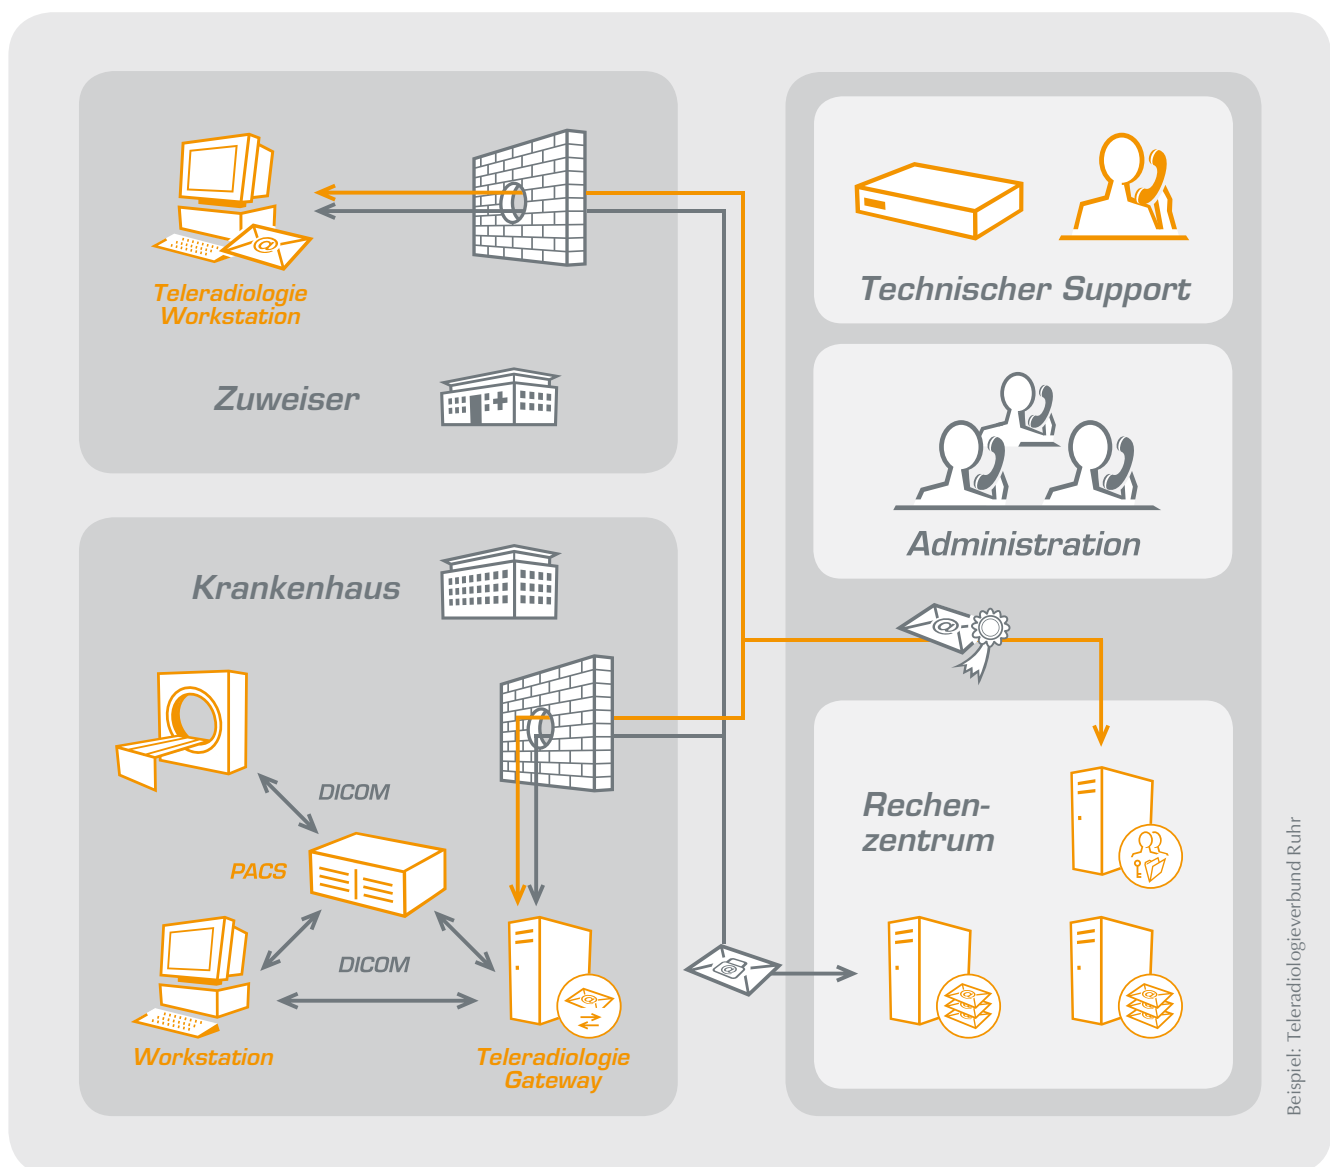 Teleradiologie
Workstation
Zuweiser
Technischer Support
Administration
Krankenhaus
DICOM
PACS
DICOM
Workstation
Teleradiologie
Gateway
Rechen-
zentrum
Beispiel: Teleradiologieverbund Ruhr